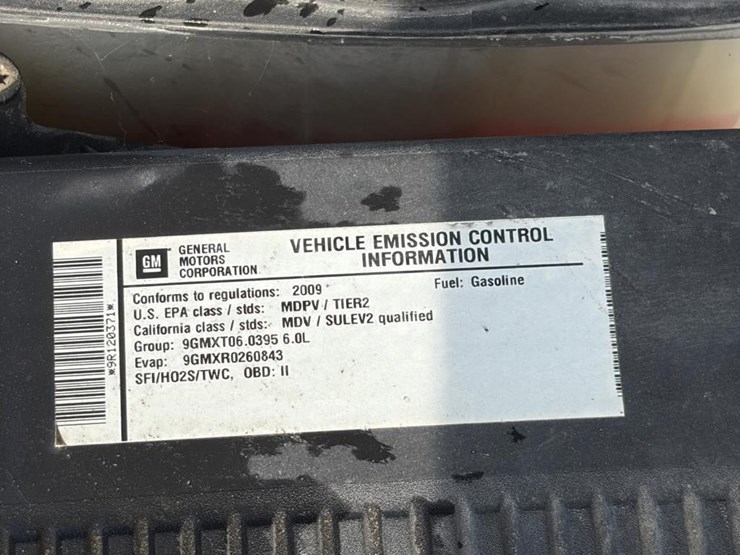 GM
GENERAL
MOTORS
CORPORATION
VEHICLE EMISSION CONTROL
INFORMATION
Conforms to regulations: 2009 Fuel: Gasoline
U.S. EPA class / stds: MDPV / TIER2
California class / stds: MDV / SULEV2 qualified
Group: 9GMXT06.0395 6.0L
Evap: 9GMXR0260843
SFI/HO2S/TWC, OBD: II
*9R120371*